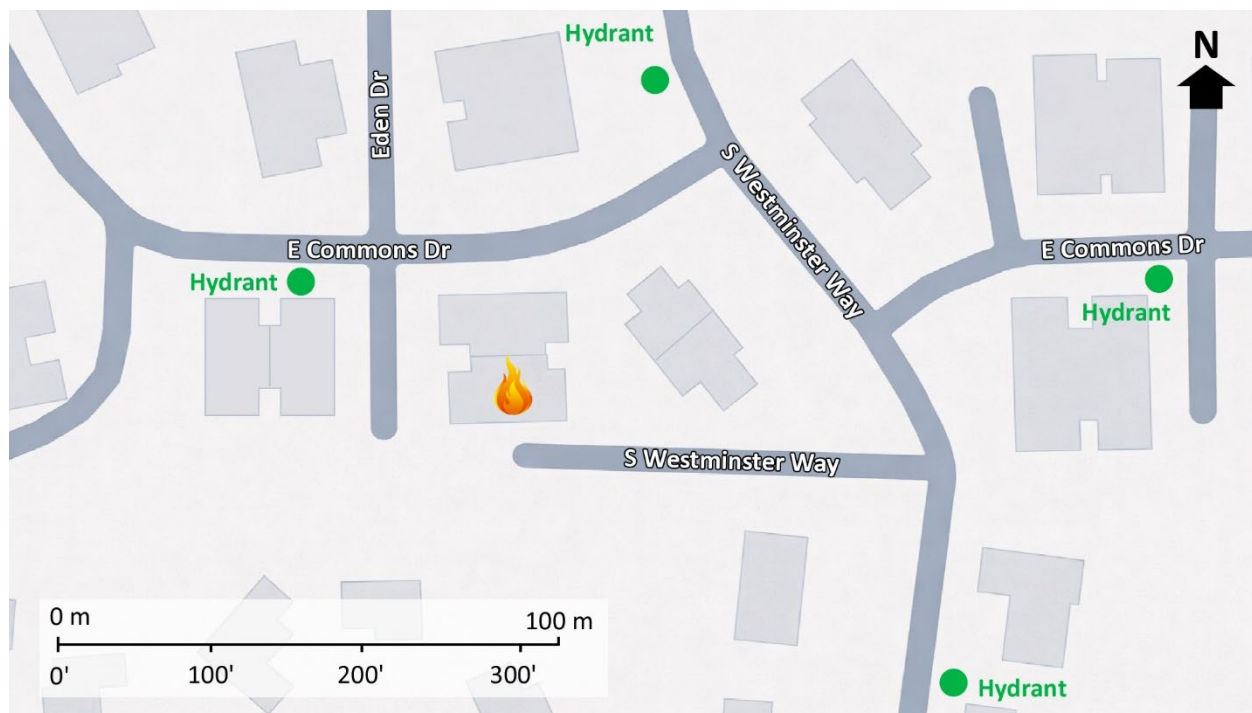 Hydrant
N
Eden Dr
S Westminster Way
E Commons Dr
E Commons Dr
Hydrant
Hydrant
S Westminster Way
0 m
100 m
0'
100'
200'
300'
Hydrant